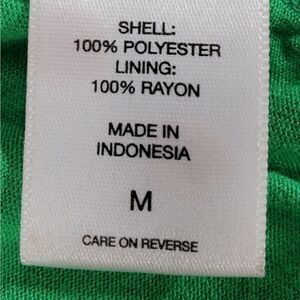 SHELL:
100% POLYESTER
LINING:
100% RAYON
MADE IN
INDONESIA
M
CARE ON REVERSE